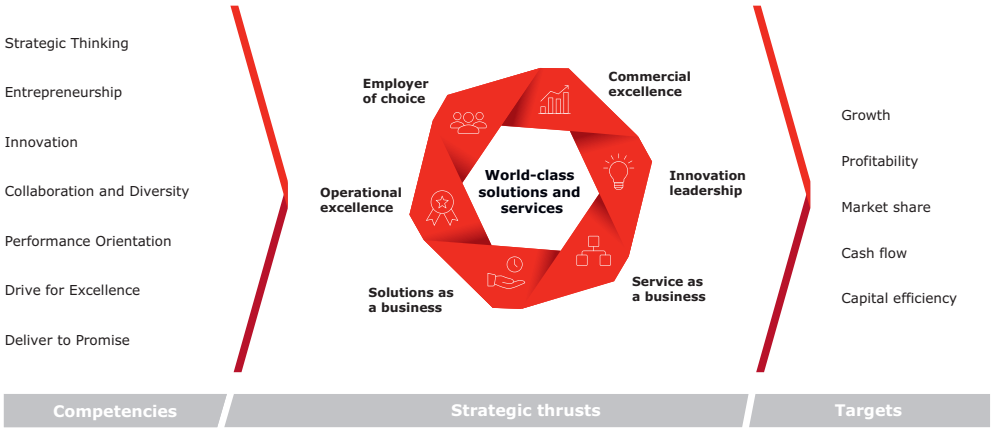 Strategic Thinking
Entrepreneurship
Innovation
Collaboration and Diversity
Performance Orientation
Drive for Excellence
Deliver to Promise
Employer
of choice
Commercial
excellence
Operational
excellence
World-class
solutions and
services
Innovation
leadership
Solutions as
a business
Service as
a business
Growth
Profitability
Market share
Cash flow
Capital efficiency
Competencies
Strategic thrusts
Targets